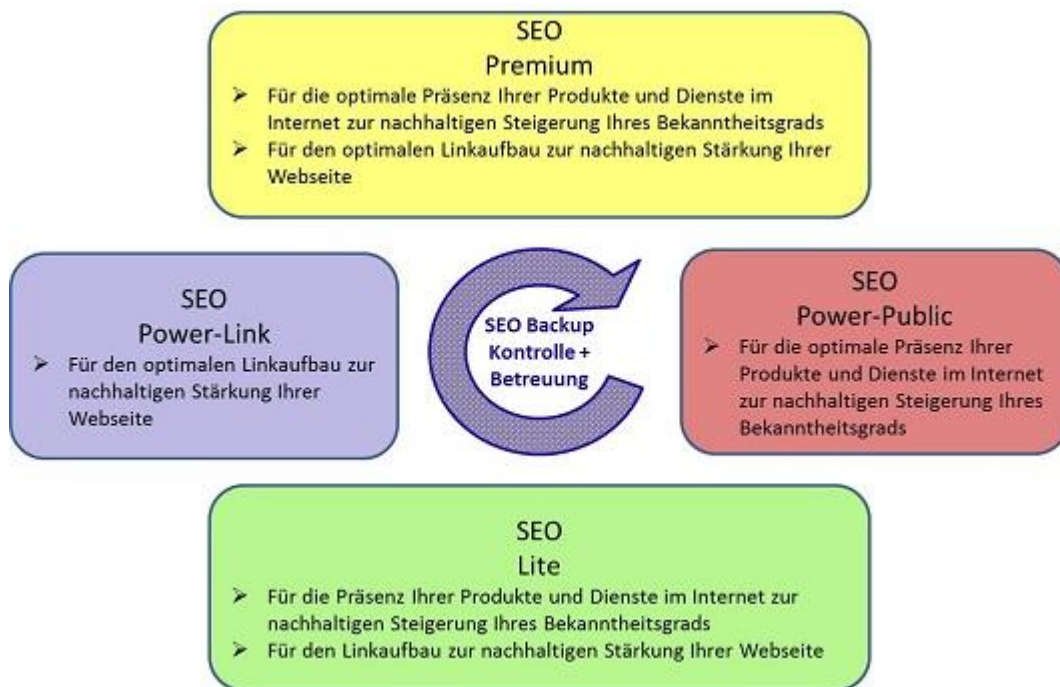 SEO
Premium
➢ Für die optimale Präsenz Ihrer Produkte und Dienste im
Internet zur nachhaltigen Steigerung Ihres Bekanntheitsgrads
➢ Für den optimalen Linkaufbau zur nachhaltigen Stärkung Ihrer
Webseite
SEO
Power-Link
➢ Für den optimalen Linkaufbau zur
nachhaltigen Stärkung Ihrer
Webseite
SEO Backup
Kontrolle +
Betreuung
SEO
Power-Public
➢ Für die optimale Präsenz Ihrer
Produkte und Dienste im Internet
zur nachhaltigen Steigerung Ihres
Bekanntheitsgrads
SEO
Lite
➢ Für die Präsenz Ihrer Produkte und Dienste im Internet zur
nachhaltigen Steigerung Ihres Bekanntheitsgrads
➢ Für den Linkaufbau zur nachhaltigen Stärkung Ihrer Webseite